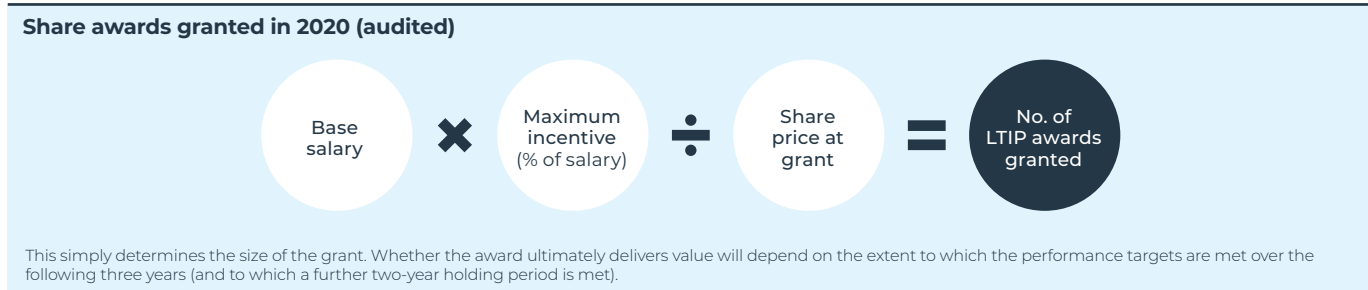 Share awards granted in 2020 (audited)
Base
salary
×
Maximum
incentive
(% of salary)
÷
Share
price at
grant
=
No. of
LTIP awards
granted
This simply determines the size of the grant. Whether the award ultimately delivers value will depend on the extent to which the performance targets are met over the
following three years (and to which a further two-year holding period is met).